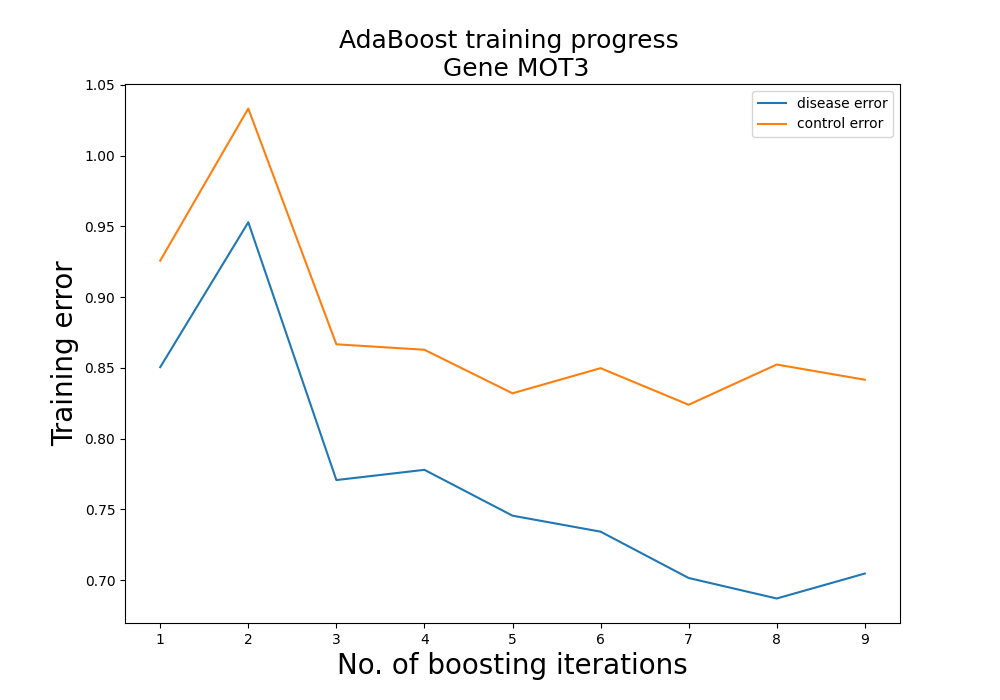 AdaBoost training progress
Gene MOT3
disease error
control error
Training error
1.05
1.00
0.95
0.90
0.85
0.80
0.75
0.70
1 2 3 4 5 6 7 8 9
No. of boosting iterations